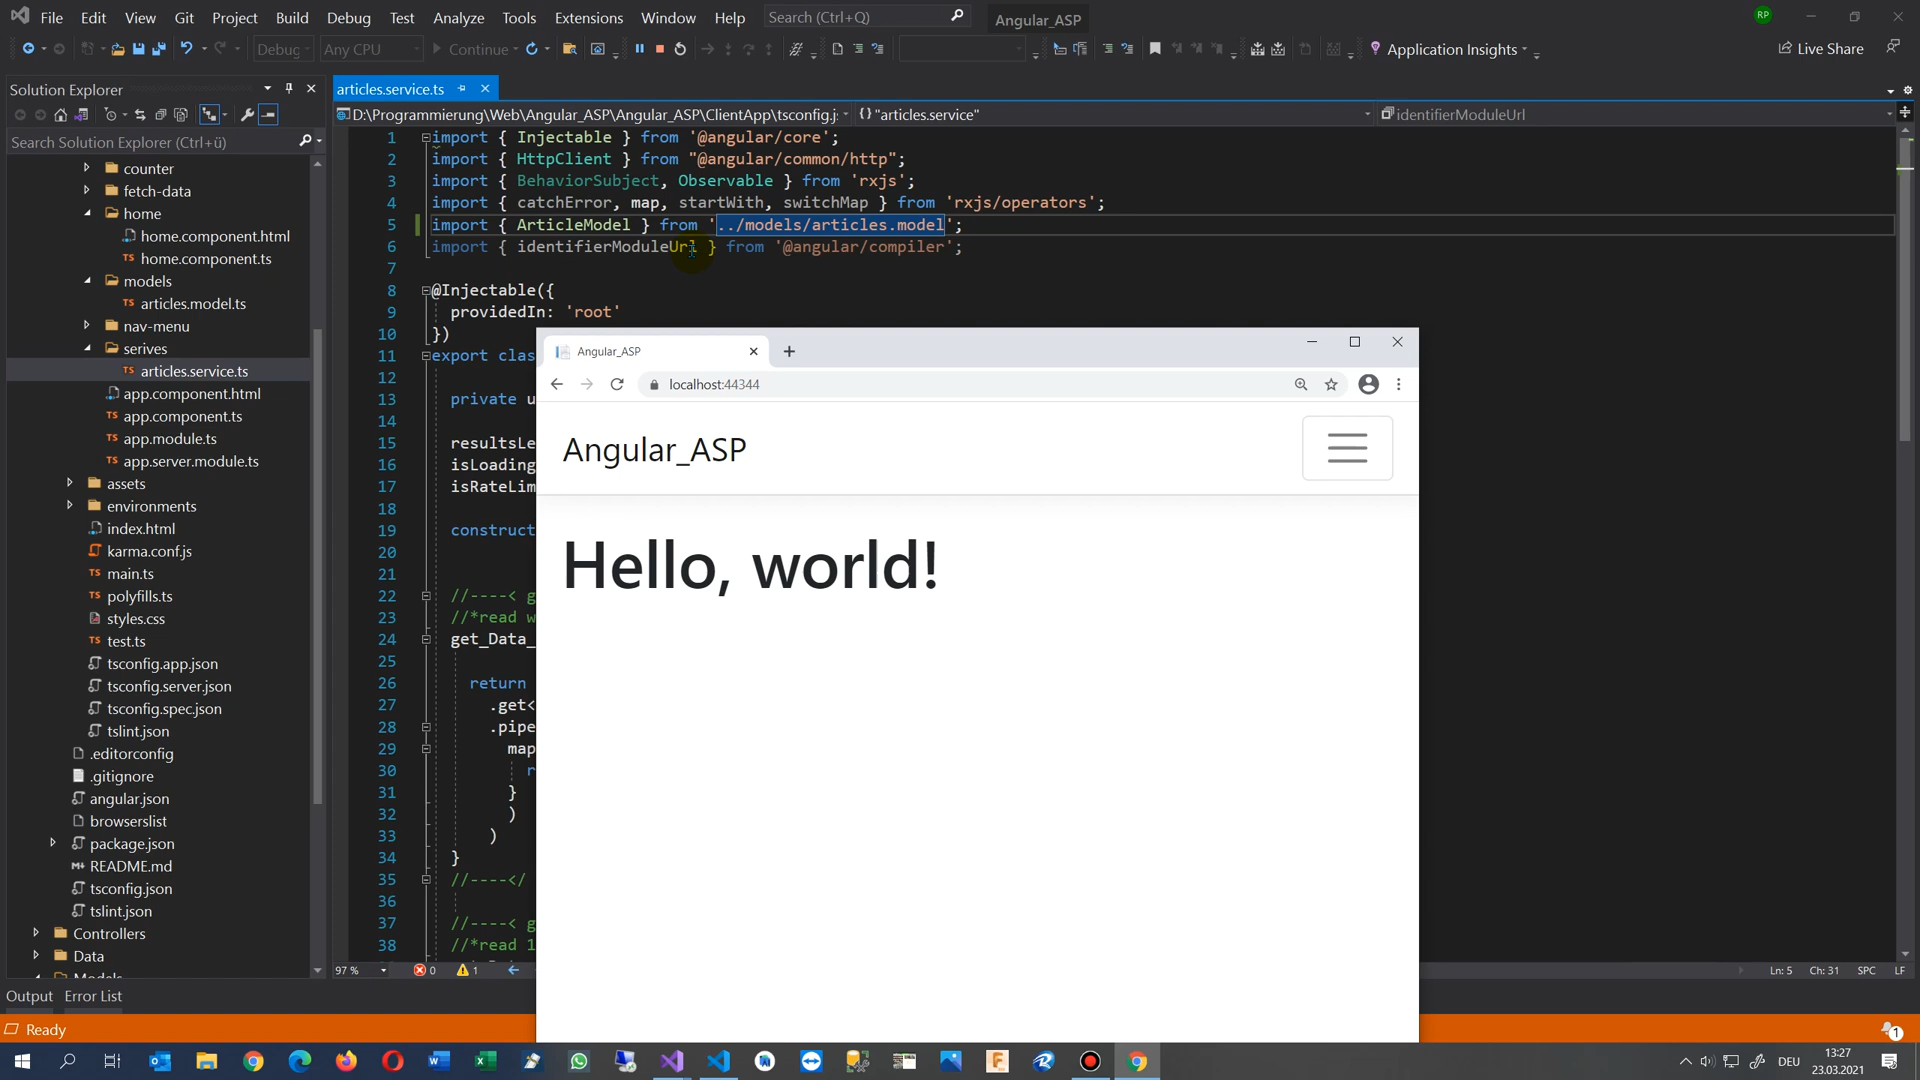 File Edit View Git Project Build Debug Test Analyze Tools Extensions Window Help Search (Ctrl+Q) Angular_ASP RP
Debug Any CPU Continue Application Insights Live Share
Solution Explorer
Search Solution Explorer (Ctrl+ü)
counter
fetch-data
home
home.component.html
home.component.ts
models
articles.model.ts
nav-menu
serives
articles.service.ts
app.component.html
app.component.ts
app.module.ts
app.server.module.ts
assets
environments
index.html
karma.conf.js
main.ts
polyfills.ts
styles.css
test.ts
tsconfig.app.json
tsconfig.server.json
tsconfig.spec.json
tslint.json
.editorconfig
.gitignore
angular.json
browserslist
package.json
README.md
tsconfig.json
tslint.json
Controllers
Data
Models
articles.service.ts
D:\Programmierung\Web\Angular_ASP\Angular_ASP\ClientApp\tsconfig.js "articles.service" identifierModuleUrl
1 import { Injectable } from '@angular/core';
2 import { HttpClient } from "@angular/common/http";
3 import { BehaviorSubject, Observable } from 'rxjs';
4 import { catchError, map, startWith, switchMap } from 'rxjs/operators';
5 import { ArticleModel } from '../models/articles.model';
6 import { identifierModuleUrl } from '@angular/compiler';
7
8 @Injectable({
9 providedIn: 'root'
10 })
11 export clas
12
13 private u
14
15 resultsLe
16 isLoading
17 isRateLim
18
19 construct
20
21
22 //----< g
23 //*read w
24 get_Data_
25
26 return
27 .get<
28 .pipe
29 map
30 r
31 }
32 )
33 )
34 }
35 //----</
36
37 //----< g
38 //*read 1
97 % 0 1 Ln: 5 Ch: 31 SPC LF
Angular_ASP
localhost:44344
Angular_ASP
Hello, world!
Output Error List
Ready 1
DEU 13:27
23.03.2021